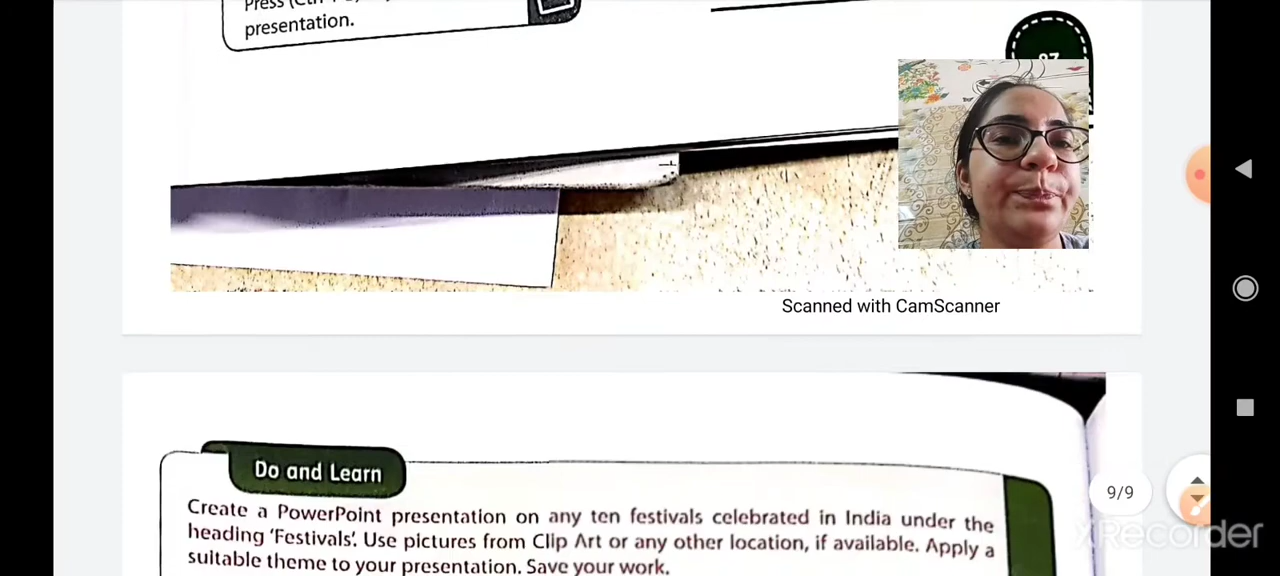 presentation.
Scanned with CamScanner
Do and Learn
Create a PowerPoint presentation on any ten festivals celebrated in India under the
heading 'Festivals'. Use pictures from Clip Art or any other location, if available. Apply a
suitable theme to your presentation. Save your work.
9/9
XRecorder